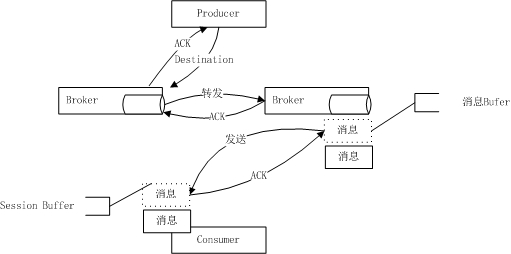 Producer
ACK
Destination
Broker
转发
ACK
Broker
消息Bufer
消息
消息
发送
ACK
消息
Session Buffer
消息
Consumer